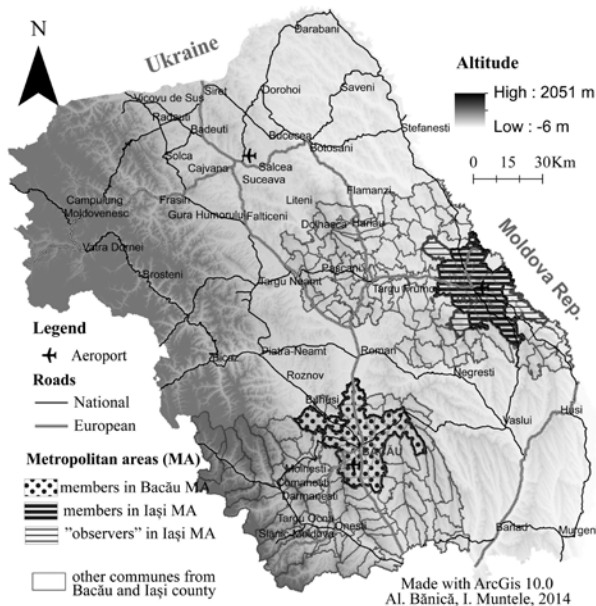 N
Ukraine
Darabani
Altitude
High : 2051 m
Low : -6 m
0 15 30Km
Siret
Dorohoi
Saveni
Vicovu de Sus
Radauti
Badeuti
Bucecea
Stefanesti
Botosani
Solca
Cajvana
Salcea
Suceava
Flamanzi
Campulung
Moldovenesc
Frasin
Liteni
Gura Humorului
Falticeni
Dolhasca
Harlau
Moldova Rep.
Vatra Dornei
Pascani
Brosteni
Targu Neamt
Targu Frumos
Legend
Aeroport
Roads
National
European
Bicaz
Piatra-Neamt
Roman
Roznov
Negresti
Buhusi
Vaslui
Husi
Metropolitan areas (MA)
members in Bacău MA
members in Iași MA
"observers" in Iași MA
other communes from
Bacău and Iași county
BACĂU
Moinesti
Comanesti
Darmanesti
Targu Ocna
Slanic-Moldova
Onesti
Barlad
Murgen
Made with ArcGis 10.0
Al. Bănică, I. Muntele, 2014